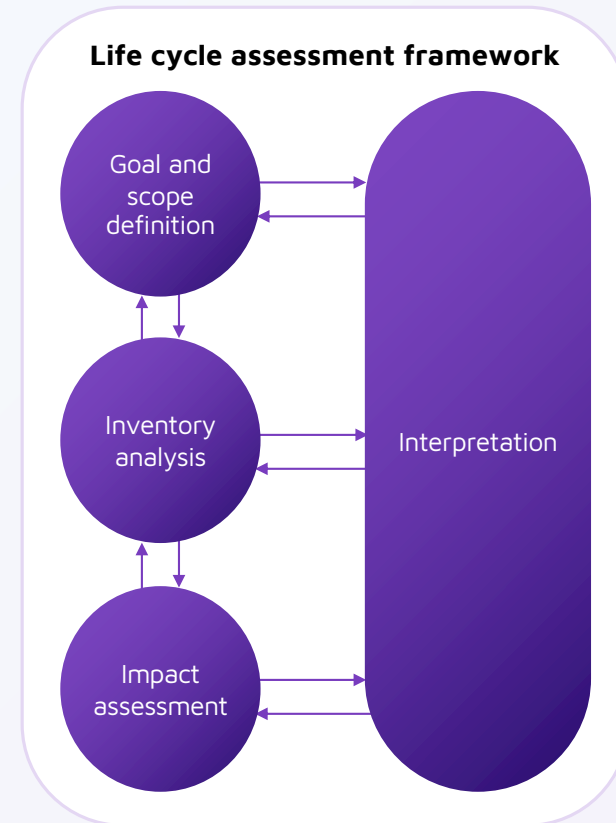 Life cycle assessment framework
Goal and
scope
definition
Inventory
analysis
Interpretation
Impact
assessment